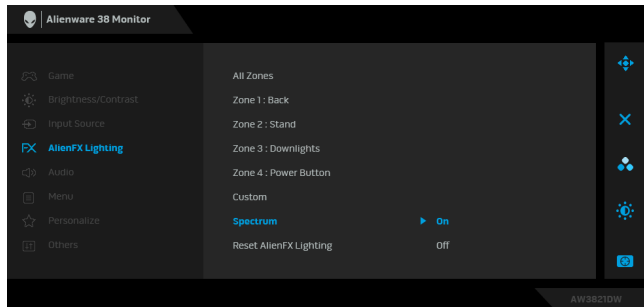 Alienware 38 Monitor
Game
Brightness/Contrast
Input Source
FX AlienFX Lighting
Audio
Menu
Personalize
Others
All Zones
Zone 1 : Back
Zone 2 : Stand
Zone 3 : Downlights
Zone 4 : Power Button
Custom
Spectrum On
Reset AlienFX Lighting Off
AW3821DW